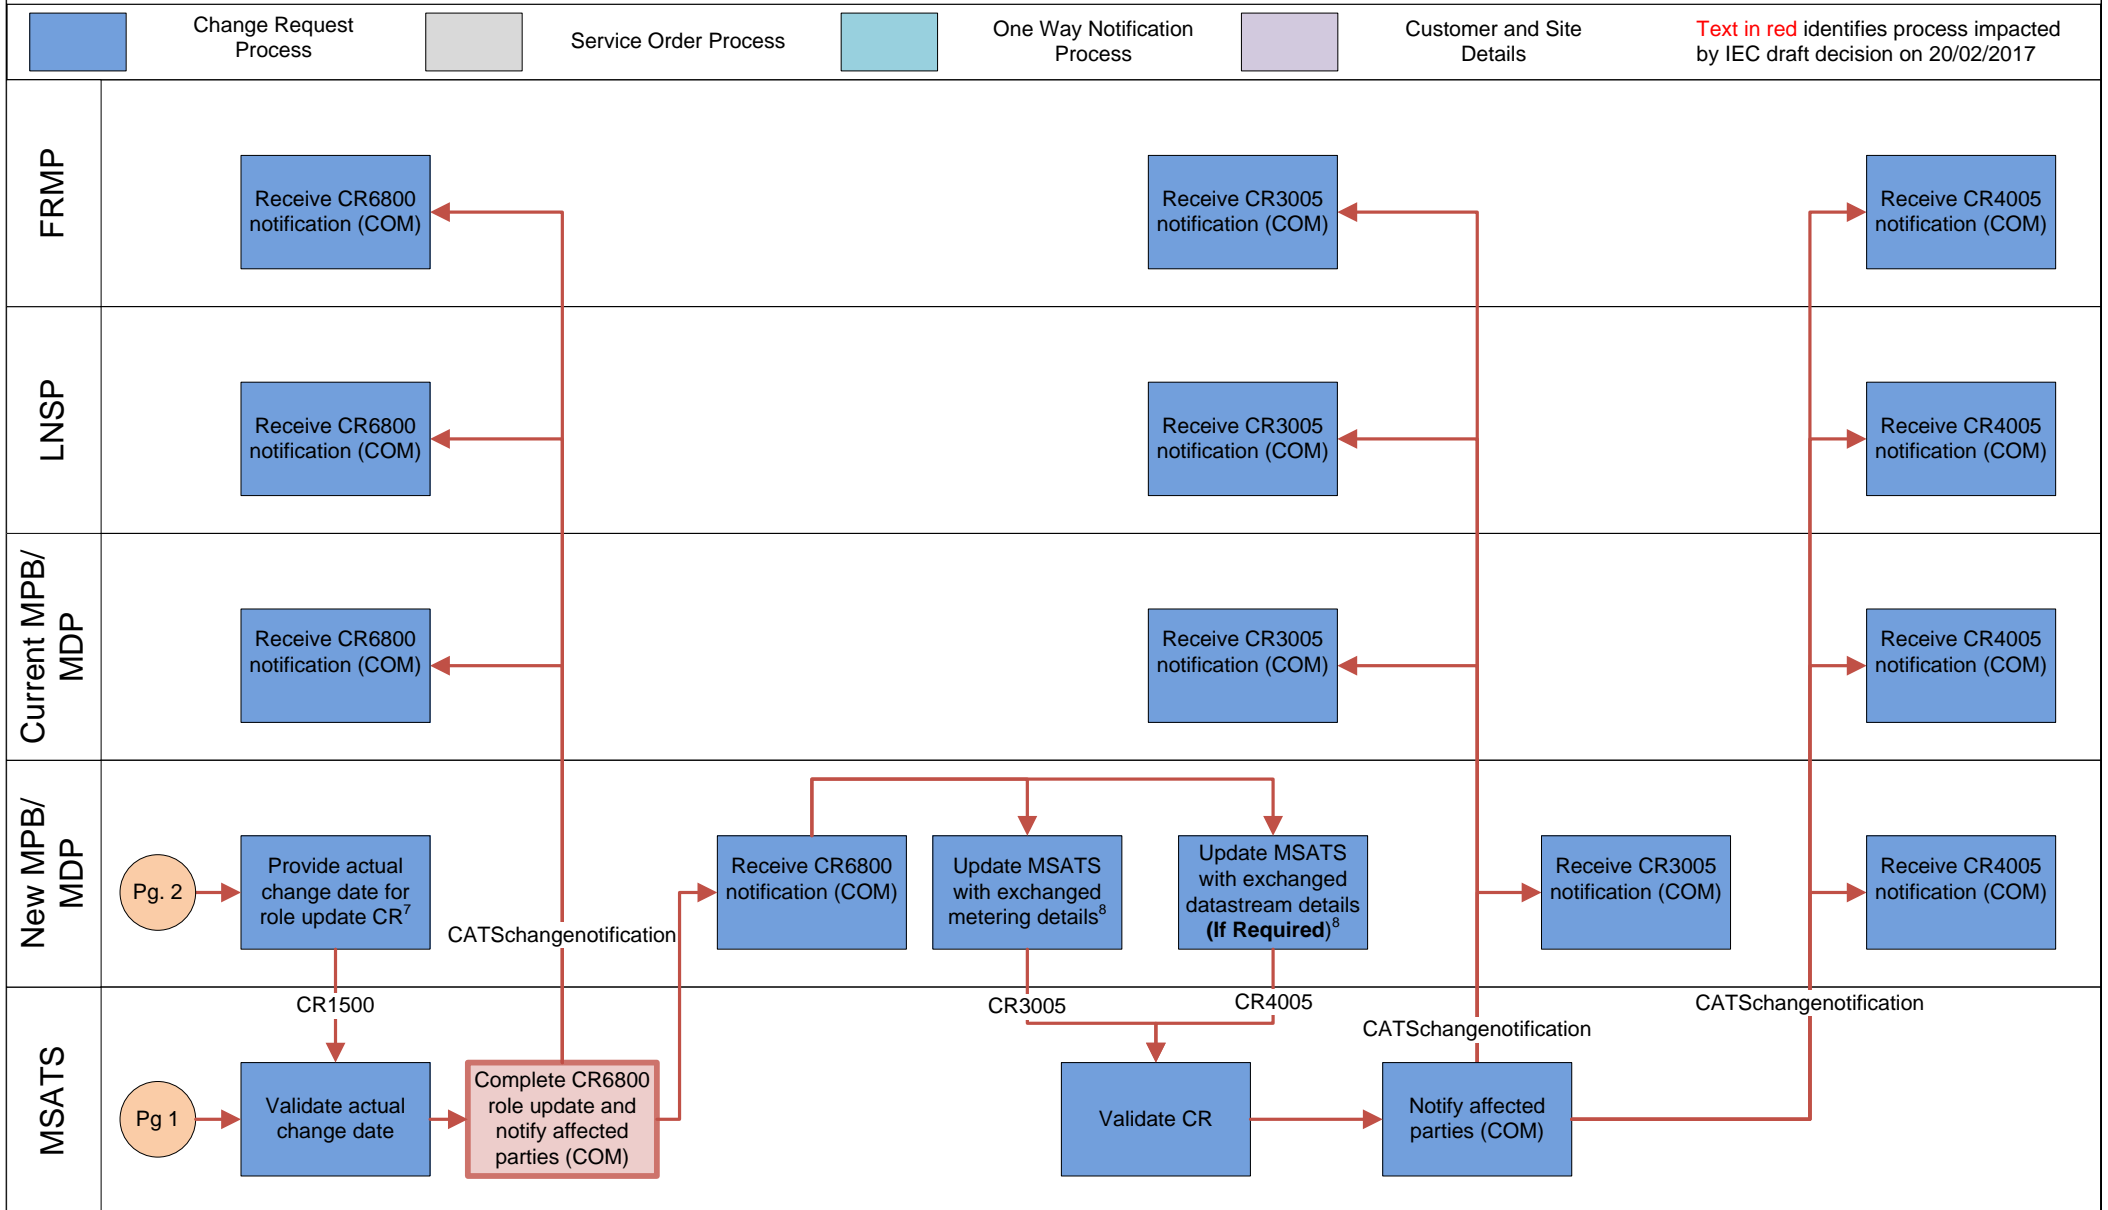 Change Request
Process
Service Order Process
One Way Notification
Process
Customer and Site
Details
Text in red identifies process impacted
by IEC draft decision on 20/02/2017
FRMP
Receive CR6800
notification (COM)
Receive CR3005
notification (COM)
Receive CR4005
notification (COM)
LNSP
Receive CR6800
notification (COM)
Receive CR3005
notification (COM)
Receive CR4005
notification (COM)
Current MPB/
MDP
Receive CR6800
notification (COM)
Receive CR3005
notification (COM)
Receive CR4005
notification (COM)
New MPB/
MDP
Pg. 2
Provide actual
change date for
role update CR7
CATSchangenotification
Receive CR6800
notification (COM)
Update MSATS
with exchanged
metering details8
Update MSATS
with exchanged
datastream details
(If Required)8
Receive CR3005
notification (COM)
Receive CR4005
notification (COM)
CR1500
CR3005
CR4005
CATSchangenotification
CATSchangenotification
MSATS
Pg 1
Validate actual
change date
Complete CR6800
role update and
notify affected
parties (COM)
Validate CR
Notify affected
parties (COM)